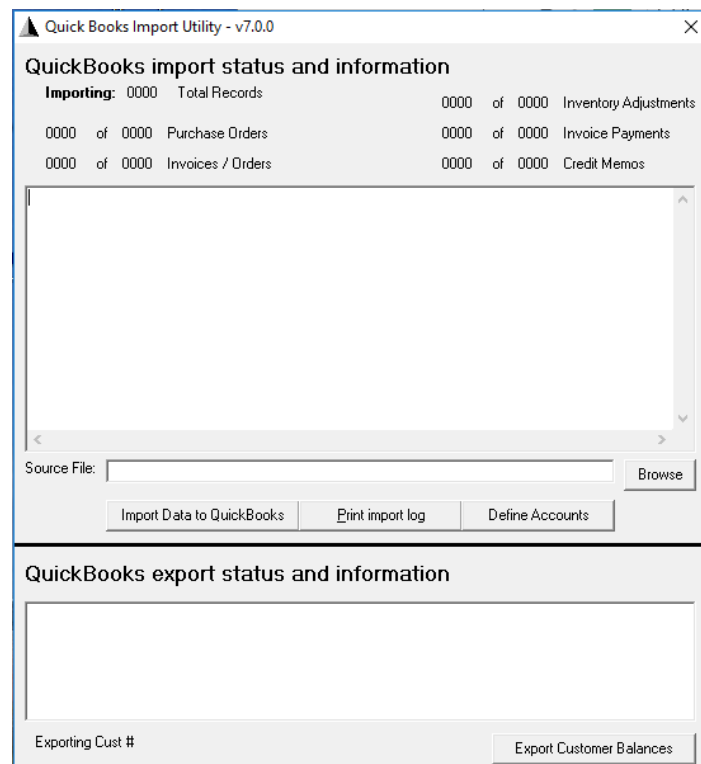 Quick Books Import Utility - v7.0.0
QuickBooks import status and information
Importing: 0000 Total Records
0000 of 0000 Inventory Adjustments
0000 of 0000 Purchase Orders 0000 of 0000 Invoice Payments
0000 of 0000 Invoices / Orders 0000 of 0000 Credit Memos
Source File: Browse
Import Data to QuickBooks Print import log Define Accounts
QuickBooks export status and information
Exporting Cust # Export Customer Balances